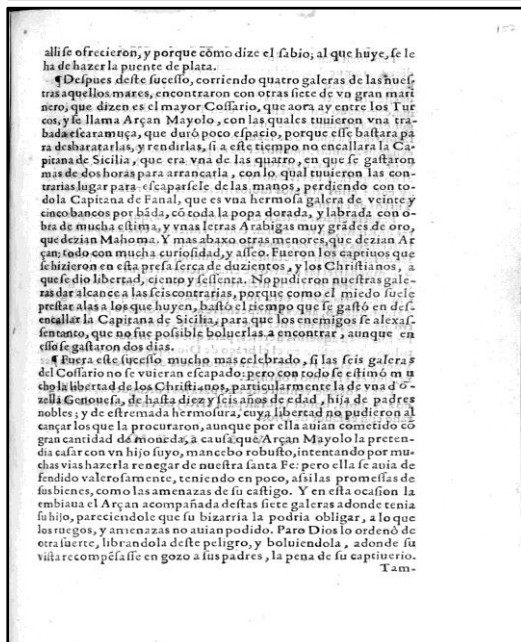 alli se ofrecieron, y porque cõmo dize el sabio; al que huye, se le
ha de hazer la puente de plata.
¶ Despues deste sucesso, corriendo quatro galeras de las nues-
tras aquellos mares, encontraron con otras siete de vn gran mari
nero, que dizen es el mayor Cossario, que aora ay entre los Tur
cos, y se llama Arçan Mayolo, con las quales tuuieron vna tra-
bada escaramuça, que duró poco espacio, porque esse bastara pa
ra desbaratarlas, y rendirlas, si a este tiempo no encallara la Ca-
pitana de Sicilia, que era vna de las quatro, en que se gastaron
mas de dos horas para arrancarla, con lo qual tuuieron las con-
trarias lugar para escaparsele de las manos, perdiendo con to-
do la Capitana de Fanal, que es vna hermosa galera de veinte y
cinco bancos por bãda, cõ toda la popa dorada, y labrada con o-
bra de mucha estima, y vnas letras Arabigas muy grãdes de oro,
que dezian Mahoma. Y mas abaxo otras menores, que dezian Ar
çan; todo con mucha curiosidad, y asseo. Fueron los captiuos que
se hizieron en esta presa serca de duzientos, y los Christianos, a
que se dio libertad, ciento y sessenta. No pudieron nuestras gale-
ras dar alcance a las seis contrarias, porque como el miedo suele
prestar alas a los que huyen, bastó el tiempo que se gastó en des-
encallar la Capitana de Sicilia, para que los enemigos se alexas-
sen tanto, que no fue possible boluerlas a encontrar, aunque en
esso se gastaron dos dias.
¶ Fuera este sucesso mucho mas celebrado, si las seis galeras
del Cossario no se vuieran escapado: pero con todo se estimó mu
cho la libertad de los Christianos, particularmente la de vna dõ-
zella Genouesa, de hasta diez y seis años de edad, hija de padres
nobles; y de estremada hermosura, cuya libertad no pudieron al
cançar los que la procuraron, aunque por ella auian cometido cõ
gran cantidad de moneda, a causa que Arçan Mayolo la preten-
dia casar con vn hijo suyo, mancebo robusto, intentando por mu-
chas vias hazerla renegar de nuestra santa Fe: pero ella se auia de
fendido valerosamente, teniendo en poco, assi las promessas de
sus bienes, como las amenazas de su castigo. Y en esta ocasion la
embiaua el Arçan acompañada destas siete galeras adonde tenia
su hijo, pareciendole que su bizarria la podria obligar, a lo que
los ruegos, y amenazas no auian podido. Paro Dios lo ordenò de
otra suerte, librandola deste peligro, y boluiendola, adonde su
vista recompẽsasse en gozo a sus padres, la pena de su captiuerio.
Tam-